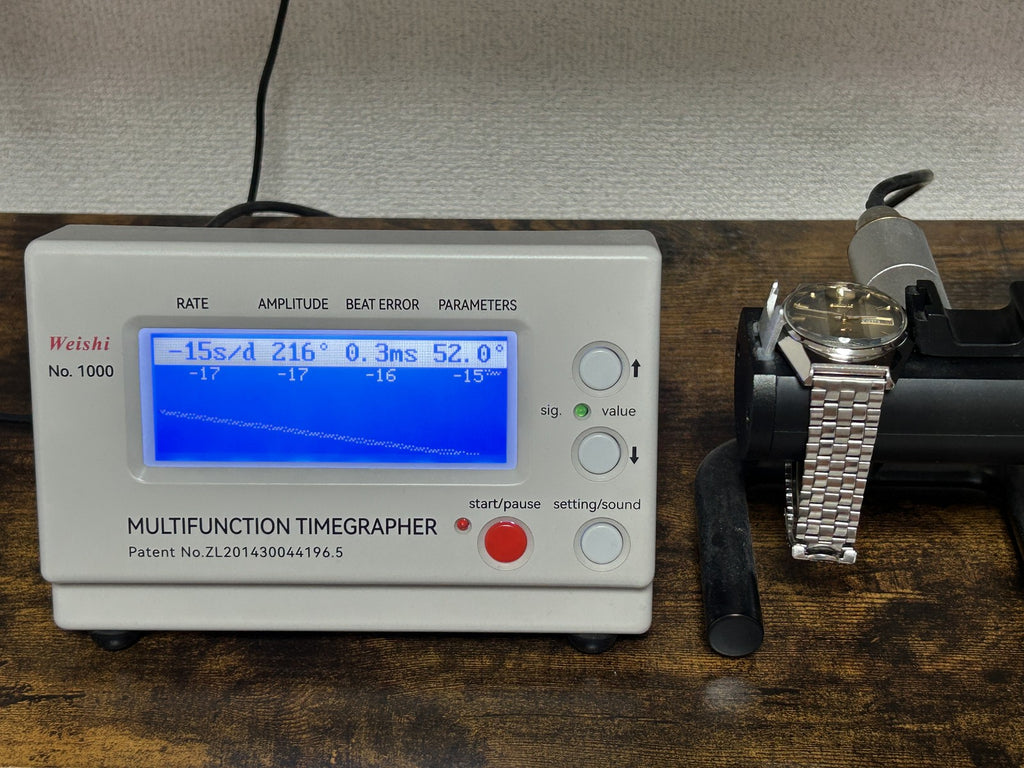 RATE AMPLITUDE BEAT ERROR PARAMETERS
Weishi
No. 1000
-15s/d 216° 0.3ms 52.0°
-17 -17 -16 -15
sig. value
start/pause setting/sound
MULTIFUNCTION TIMEGRAPHER
Patent No.ZL201430044196.5